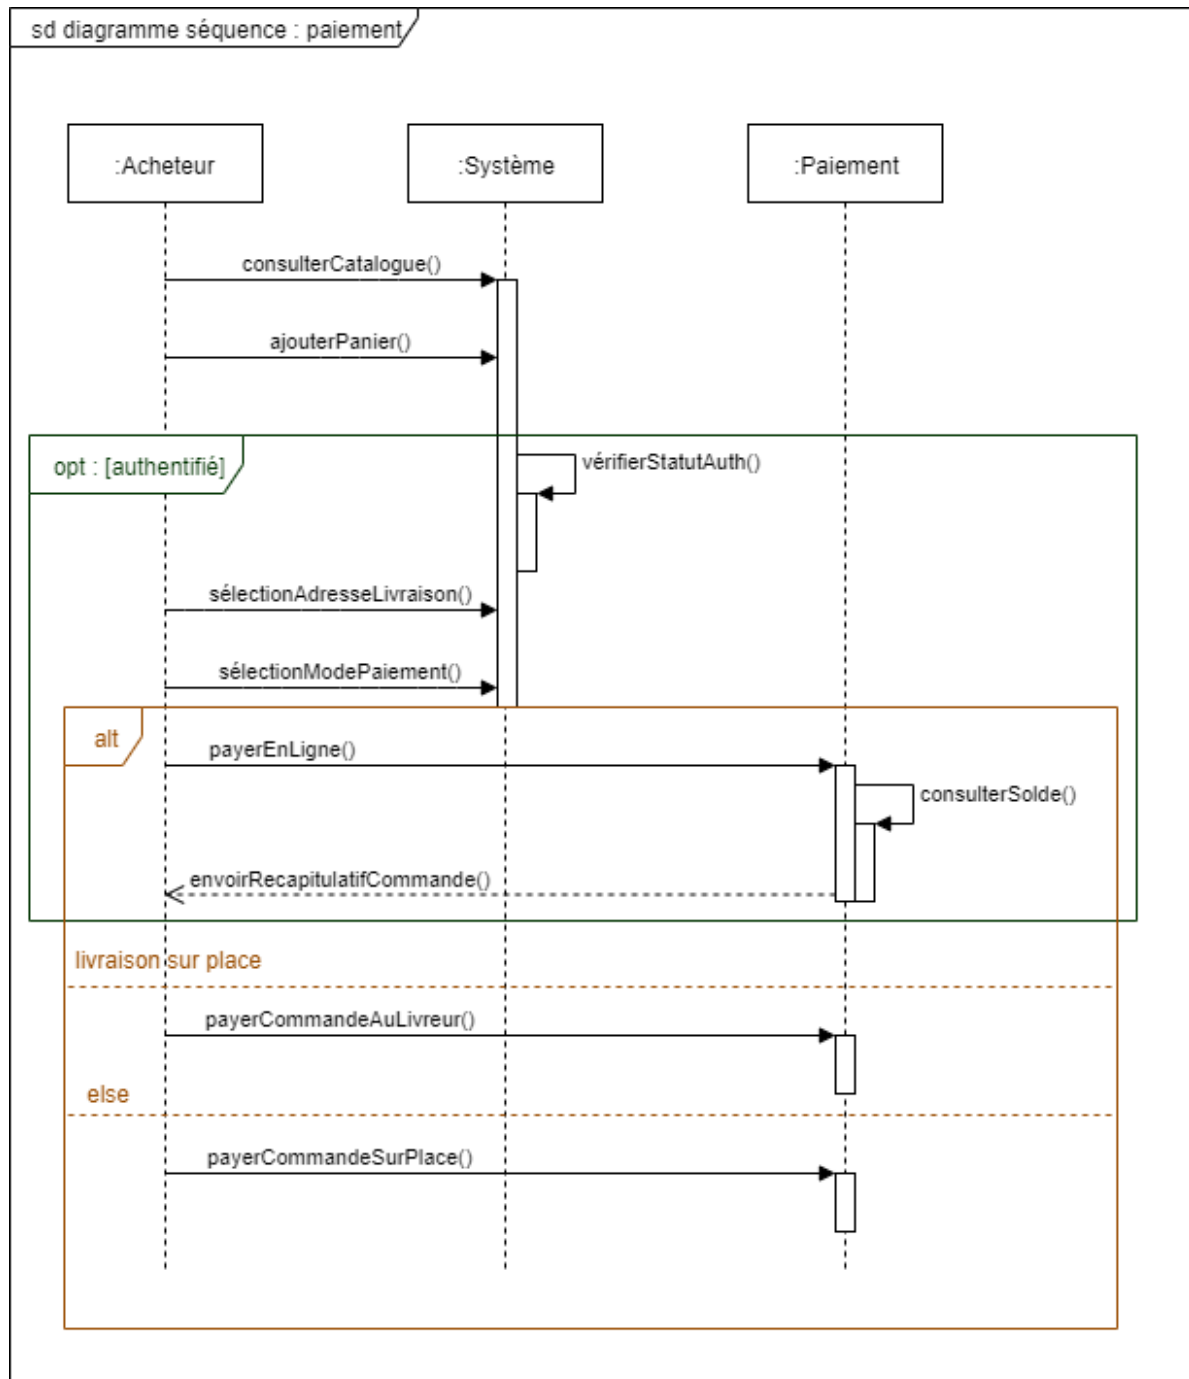 sd diagramme séquence : paiement
:Acheteur
:Système
:Paiement
consulterCatalogue()
ajouterPanier()
opt : [authentifié]
vérifierStatutAuth()
sélectionAdresseLivraison()
sélectionModePaiement()
alt
payerEnLigne()
consulterSolde()
envoirRecapitulatifCommande()
livraison sur place
payerCommandeAuLivreur()
else
payerCommandeSurPlace()